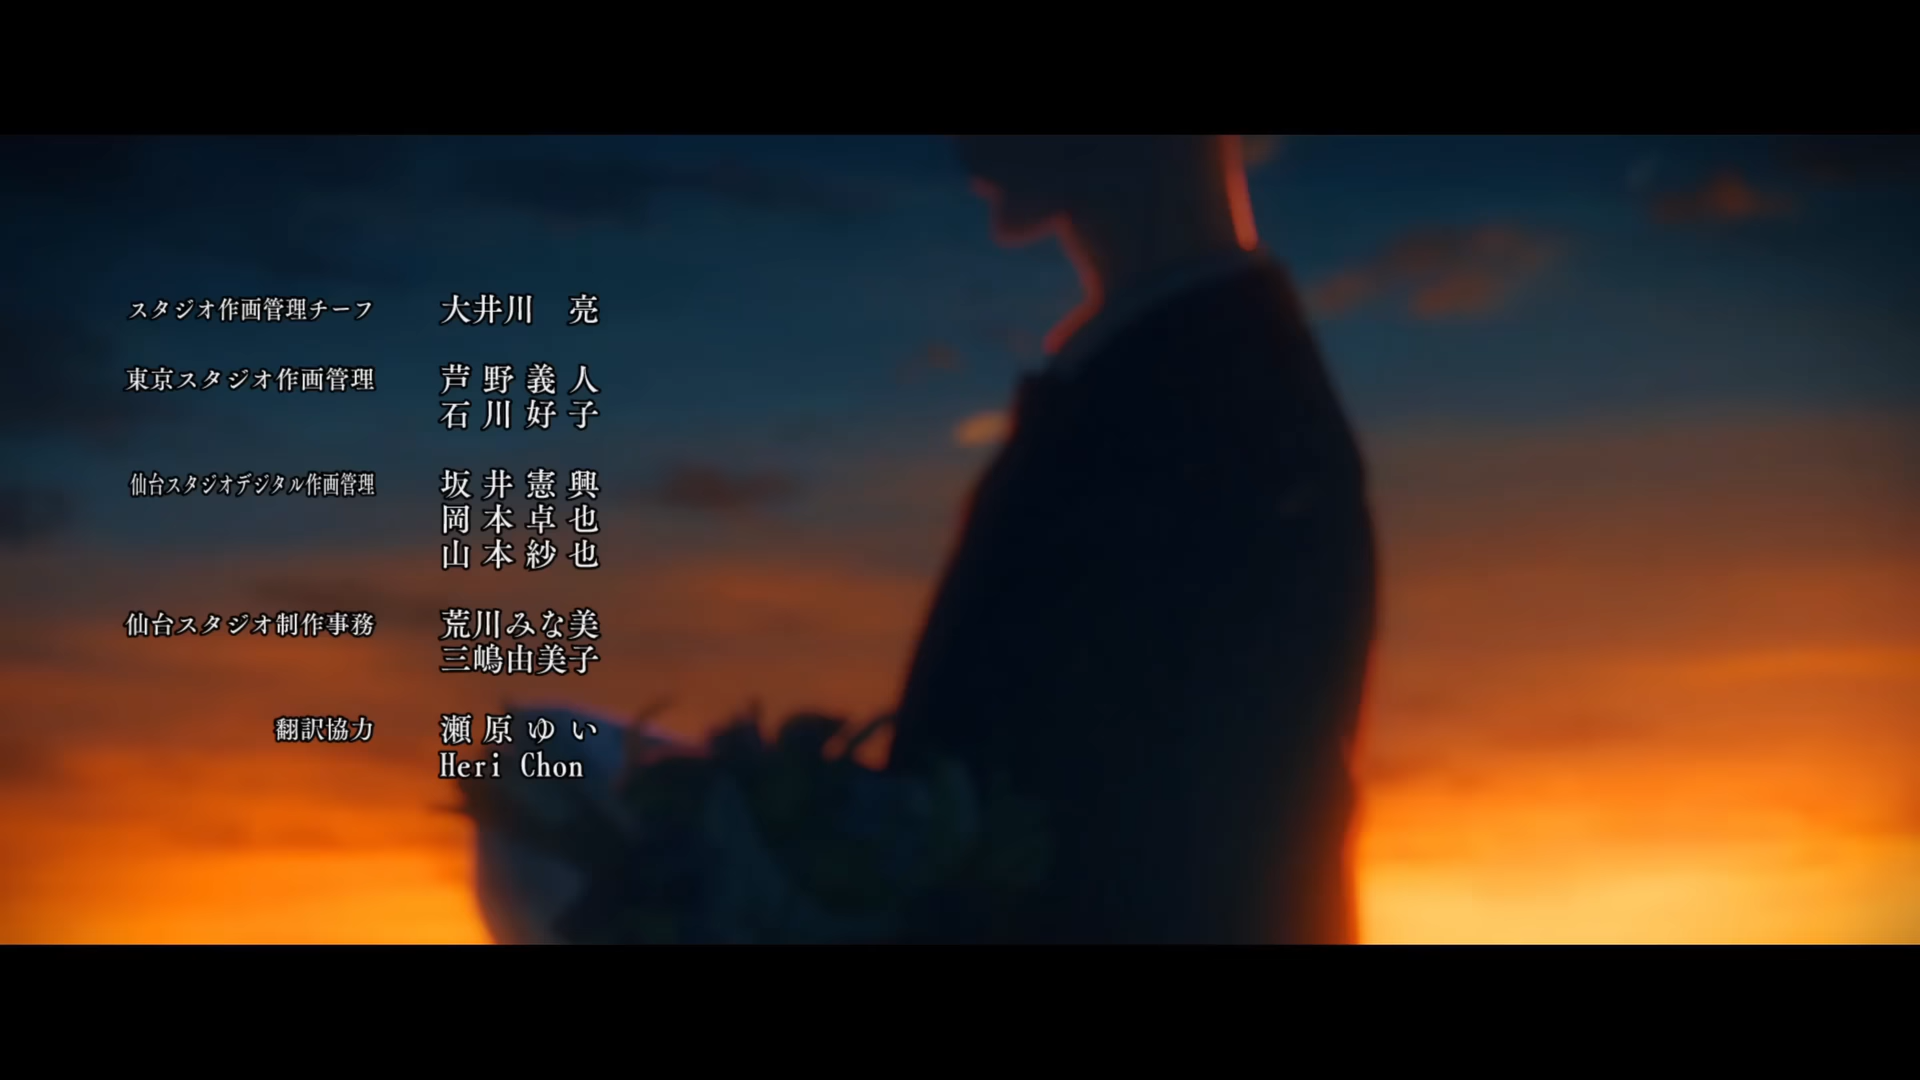 スタジオ作画管理チーフ 大井川 亮
東京スタジオ作画管理 芦野義人
石川好子
仙台スタジオデジタル作画管理 坂井憲興
岡本卓也
山本紗也
仙台スタジオ制作事務 荒川みな美
三嶋由美子
翻訳協力 瀬原ゆい
Heri Chon